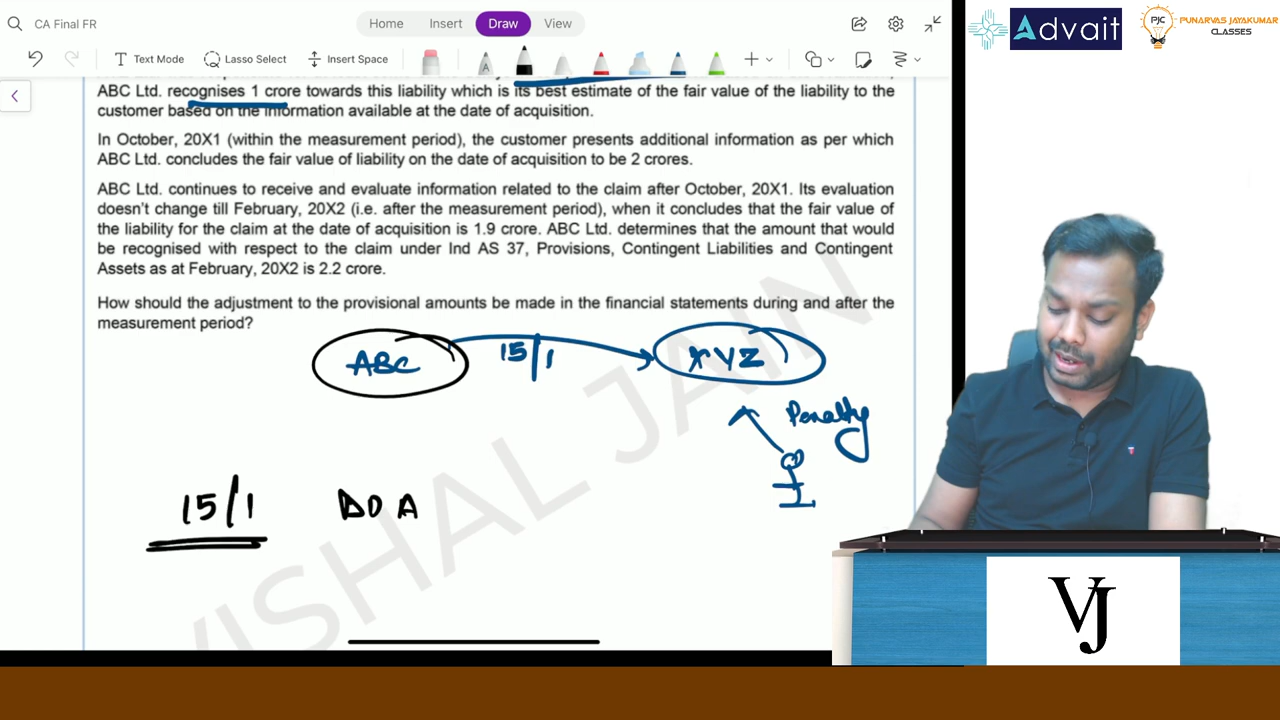 CA Final FR
Home Insert Draw View
Text Mode Lasso Select Insert Space
Advait
PJC
PUNARVAS JAYAKUMAR
CLASSES
ABC Ltd. recognises 1 crore towards this liability which is its best estimate of the fair value of the liability to the
customer based on the information available at the date of acquisition.
In October, 20X1 (within the measurement period), the customer presents additional information as per which
ABC Ltd. concludes the fair value of liability on the date of acquisition to be 2 crores.
ABC Ltd. continues to receive and evaluate information related to the claim after October, 20X1. Its evaluation
doesn't change till February, 20X2 (i.e. after the measurement period), when it concludes that the fair value of
the liability for the claim at the date of acquisition is 1.9 crore. ABC Ltd. determines that the amount that would
be recognised with respect to the claim under Ind AS 37, Provisions, Contingent Liabilities and Contingent
Assets as at February, 20X2 is 2.2 crore.
How should the adjustment to the provisional amounts be made in the financial statements during and after the
measurement period?
ABC 15/1 XYZ
Penalty
15/1 DOA
VISHAL JAIN
VJ